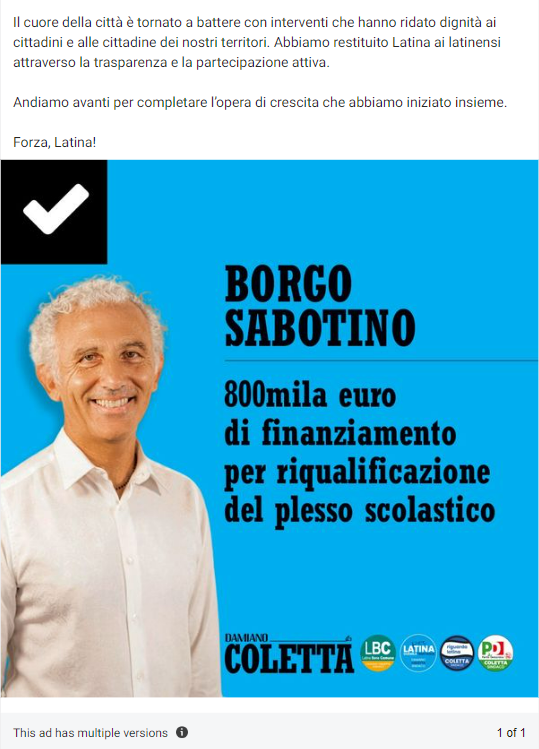 Il cuore della città è tornato a battere con interventi che hanno ridato dignità ai
cittadini e alle cittadine dei nostri territori. Abbiamo restituito Latina ai latinensi
attraverso la trasparenza e la partecipazione attiva.
Andiamo avanti per completare l'opera di crescita che abbiamo iniziato insieme.
Forza, Latina!
BORGO
SABOTINO
800mila euro
di finanziamento
per riqualificazione
del plesso scolastico
DAMIANO
COLETTA
LBC
LATINA
riguarda
latina
COLETTA
PD
COLETTA
SINDACO
This ad has multiple versions
1 of 1